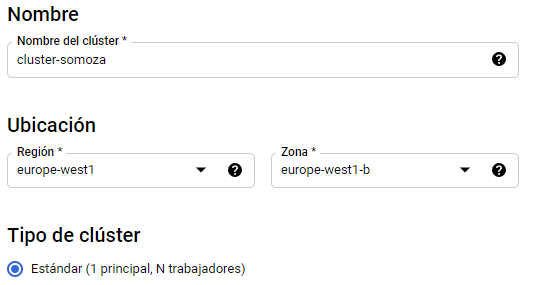 Nombre
Nombre del clúster *
cluster-somoza
Ubicación
Región *
europe-west1
Zona *
europe-west1-b
Tipo de clúster
Estándar (1 principal, N trabajadores)